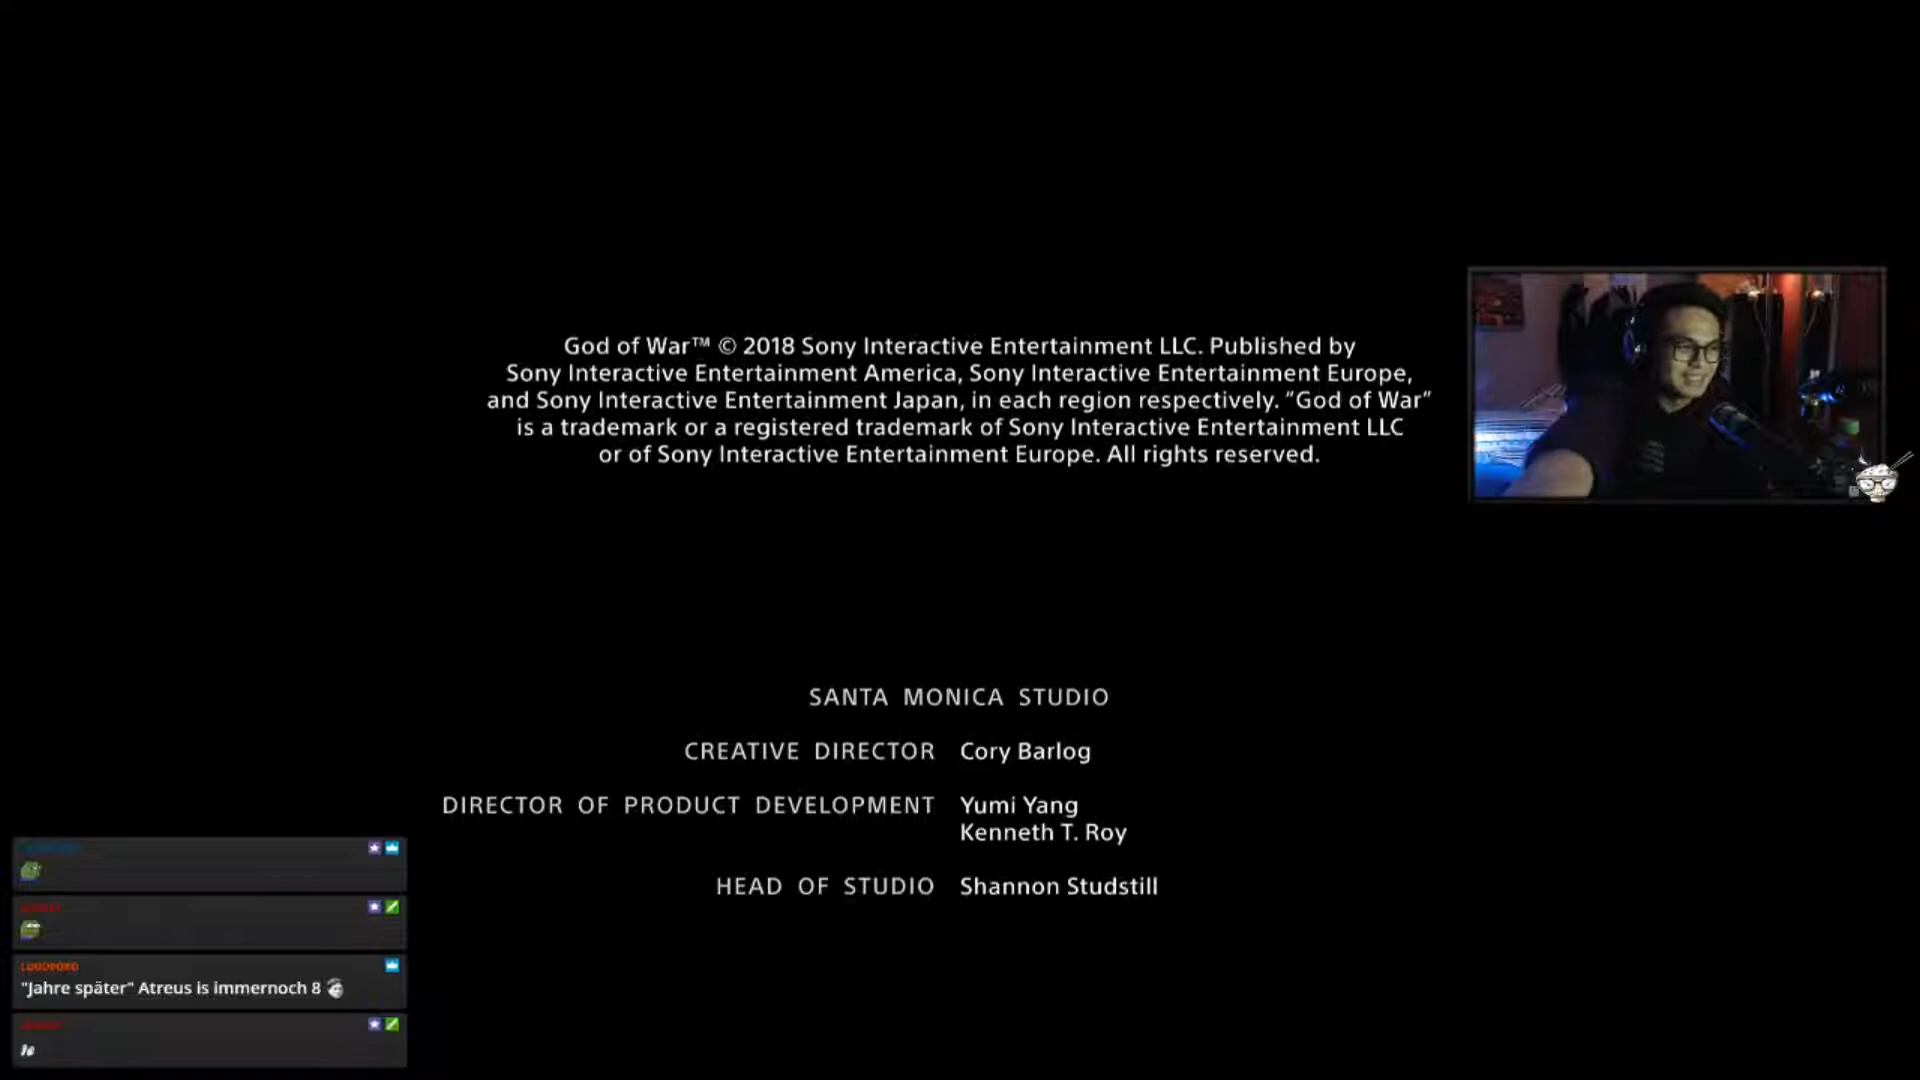 God of War™ © 2018 Sony Interactive Entertainment LLC. Published by
Sony Interactive Entertainment America, Sony Interactive Entertainment Europe,
and Sony Interactive Entertainment Japan, in each region respectively. “God of War”
is a trademark or a registered trademark of Sony Interactive Entertainment LLC
or of Sony Interactive Entertainment Europe. All rights reserved.
SANTA MONICA STUDIO
CREATIVE DIRECTOR Cory Barlog
DIRECTOR OF PRODUCT DEVELOPMENT Yumi Yang
Kenneth T. Roy
HEAD OF STUDIO Shannon Studstill
"Jahre später" Atreus is immernoch 8